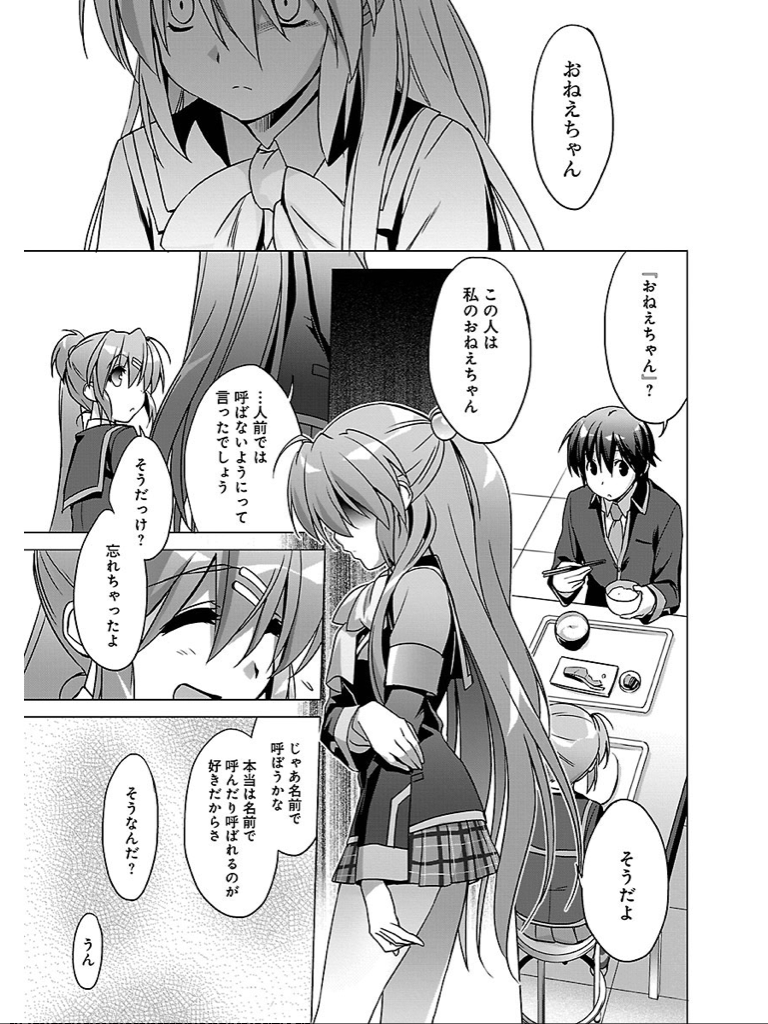 おねえちゃん
『おねえちゃん』?
そうだよ
この人は
私のおねえちゃん
…人前では
呼ばないようにって
言ったでしょう
そうだっけ?
忘れちゃったよ
じゃあ名前で
呼ぼうかな
本当は名前で
呼んだり呼ばれるのが
好きだからさ
そうなんだ?
うん